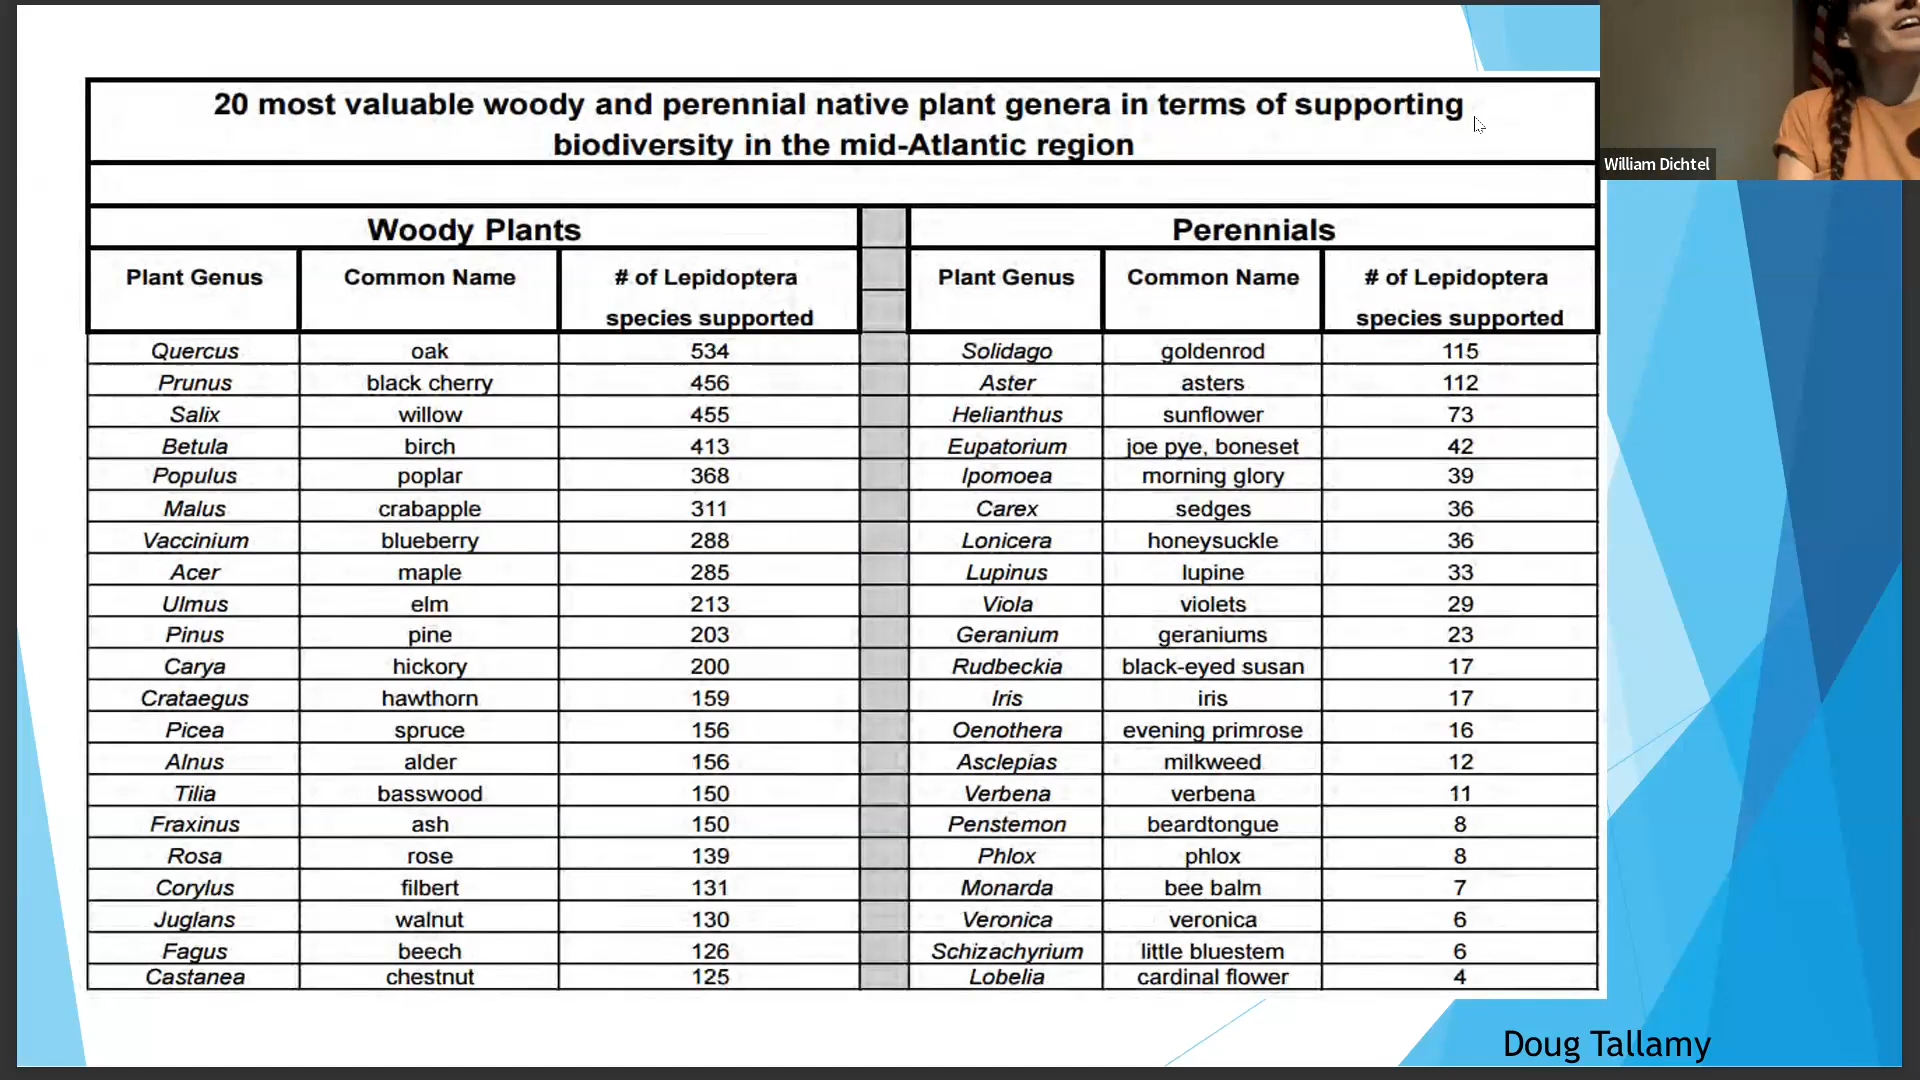 20 most valuable woody and perennial native plant genera in terms of supporting
biodiversity in the mid-Atlantic region
William Dichtel
Woody Plants Perennials
Plant Genus Common Name # of Lepidoptera species supported Plant Genus Common Name # of Lepidoptera species supported
Quercus oak 534 Solidago goldenrod 115
Prunus black cherry 456 Aster asters 112
Salix willow 455 Helianthus sunflower 73
Betula birch 413 Eupatorium joe pye, boneset 42
Populus poplar 368 Ipomoea morning glory 39
Malus crabapple 311 Carex sedges 36
Vaccinium blueberry 288 Lonicera honeysuckle 36
Acer maple 285 Lupinus lupine 33
Ulmus elm 213 Viola violets 29
Pinus pine 203 Geranium geraniums 23
Carya hickory 200 Rudbeckia black-eyed susan 17
Crataegus hawthorn 159 Iris iris 17
Picea spruce 156 Oenothera evening primrose 16
Alnus alder 156 Asclepias milkweed 12
Tilia basswood 150 Verbena verbena 11
Fraxinus ash 150 Penstemon beardtongue 8
Rosa rose 139 Phlox phlox 8
Corylus filbert 131 Monarda bee balm 7
Juglans walnut 130 Veronica veronica 6
Fagus beech 126 Schizachyrium little bluestem 6
Castanea chestnut 125 Lobelia cardinal flower 4
Doug Tallamy